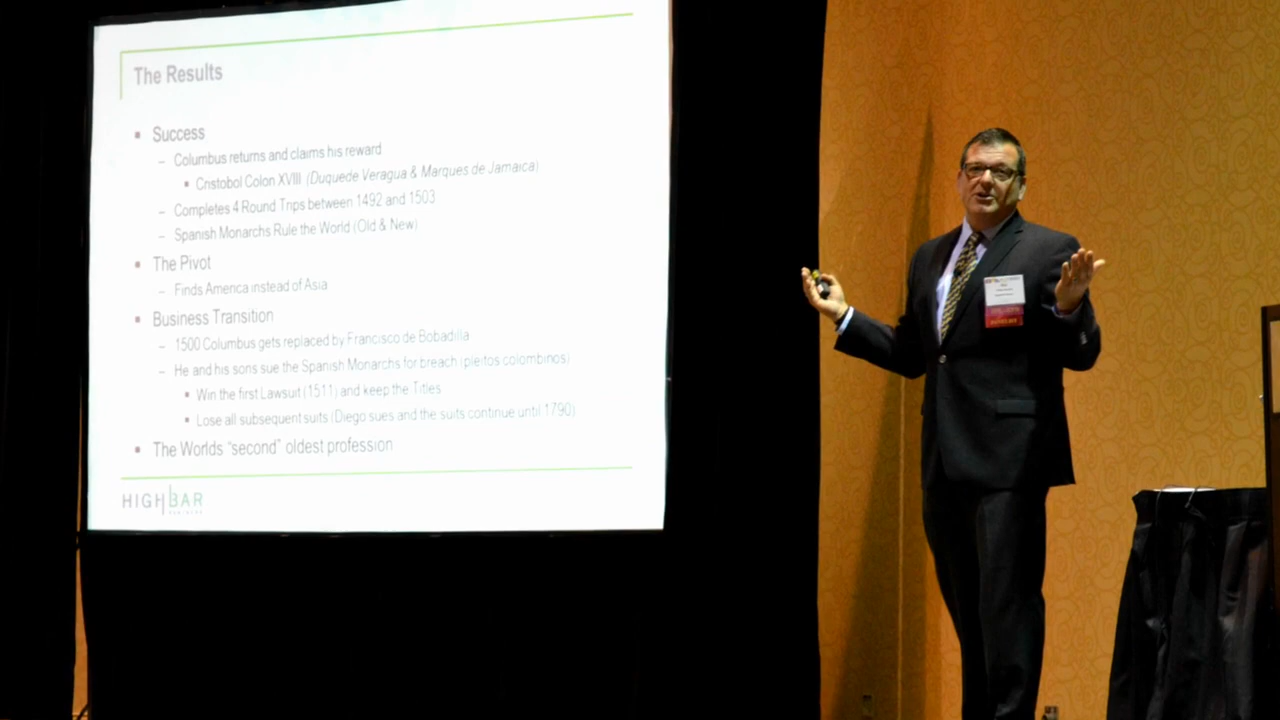 The Results
Success
– Columbus returns and claims his reward
Cristobol Colon XVIII (Duquede Veragua & Marques de Jamaica)
– Completes 4 Round Trips between 1492 and 1503
– Spanish Monarchs Rule the World (Old & New)
The Pivot
– Finds America instead of Asia
Business Transition
– 1500 Columbus gets replaced by Francisco de Bobadilla
– He and his sons sue the Spanish Monarchs for breach (pleitos colombinos)
Win the first Lawsuit (1511) and keep the Titles
Lose all subsequent suits (Diego sues and the suits continue until 1790)
The Worlds “second” oldest profession
HIGHBAR
PARTNERS